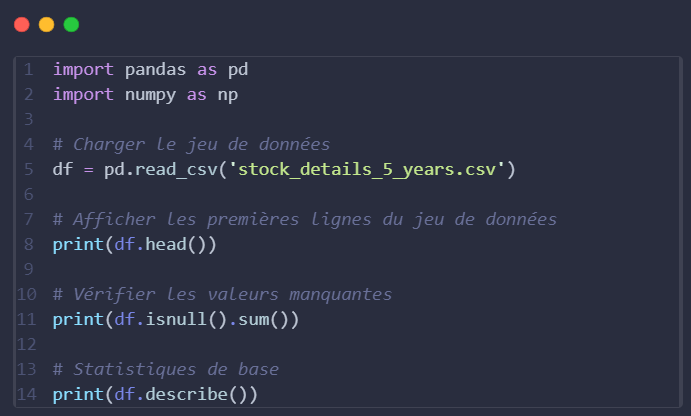 1 import pandas as pd
2 import numpy as np
3
4 # Charger le jeu de données
5 df = pd.read_csv('stock_details_5_years.csv')
6
7 # Afficher les premières lignes du jeu de données
8 print(df.head())
9
10 # Vérifier les valeurs manquantes
11 print(df.isnull().sum())
12
13 # Statistiques de base
14 print(df.describe())